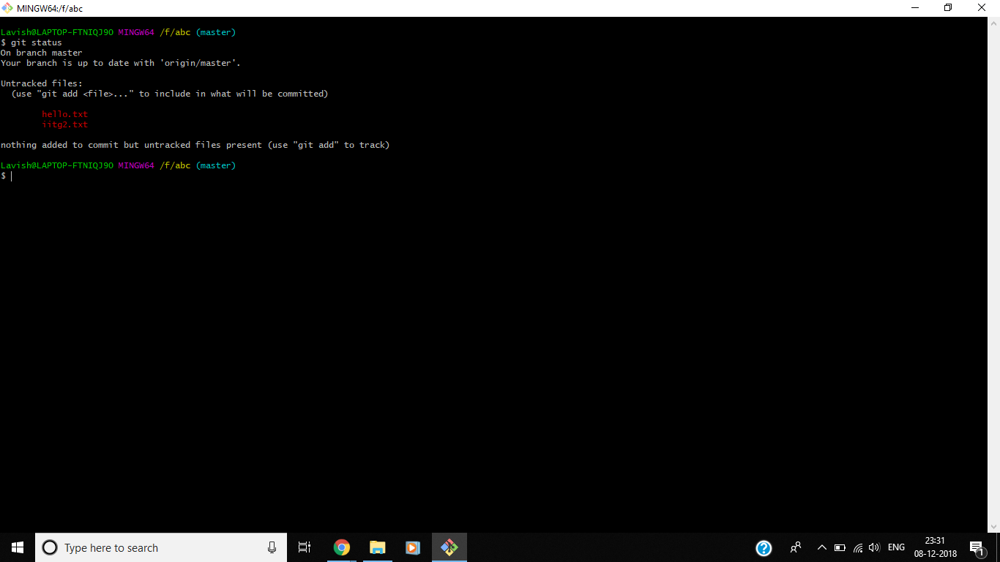 MINGW64:/f/abc
Lavish@LAPTOP-FTNIQJ9O MINGW64 /f/abc (master)
$ git status
On branch master
Your branch is up to date with 'origin/master'.
Untracked files:
(use "git add <file>..." to include in what will be committed)
hello.txt
iitg2.txt
nothing added to commit but untracked files present (use "git add" to track)
Lavish@LAPTOP-FTNIQJ9O MINGW64 /f/abc (master)
$
Type here to search
ENG
23:31
08-12-2018
1